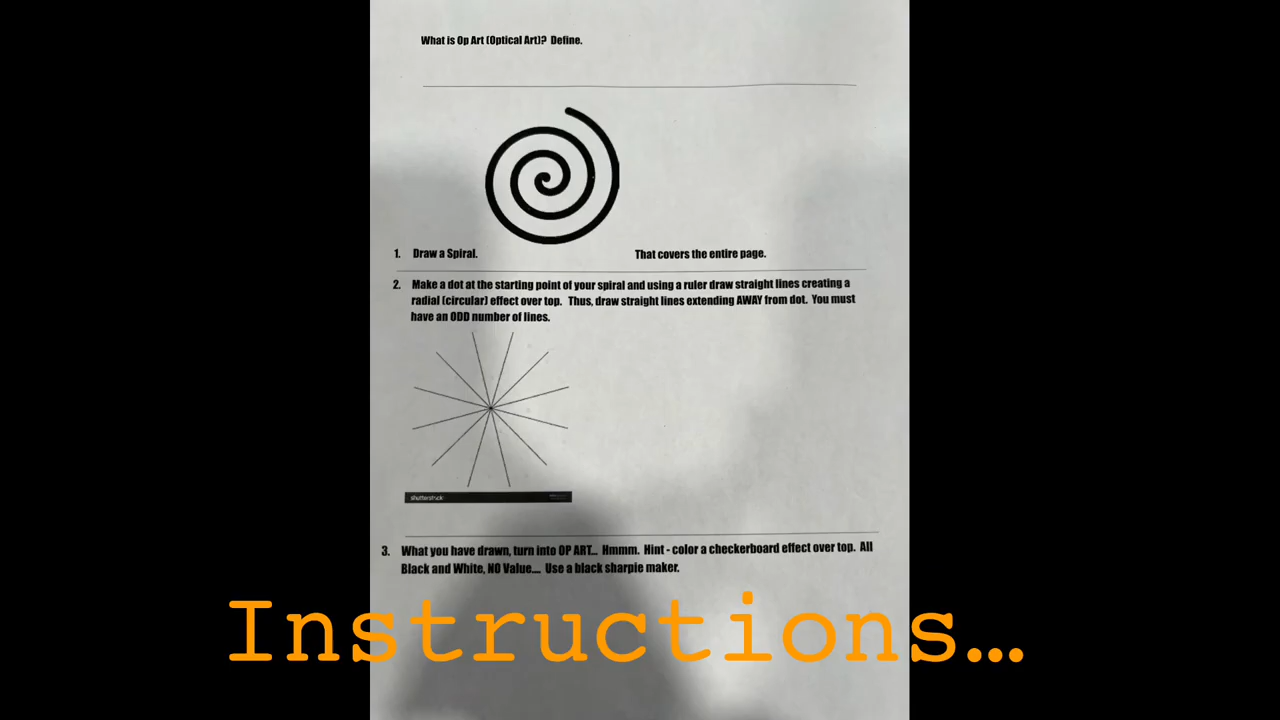 What is Op Art (Optical Art)? Define.
1. Draw a Spiral. That covers the entire page.
2. Make a dot at the starting point of your spiral and using a ruler draw straight lines creating a
radial (circular) effect over top. Thus, draw straight lines extending AWAY from dot. You must
have an ODD number of lines.
shutterstock
3. What you have drawn, turn into OP ART... Hmmm. Hint - color a checkerboard effect over top. All
Black and White, NO Value.... Use a black sharpie maker.
Instructions...